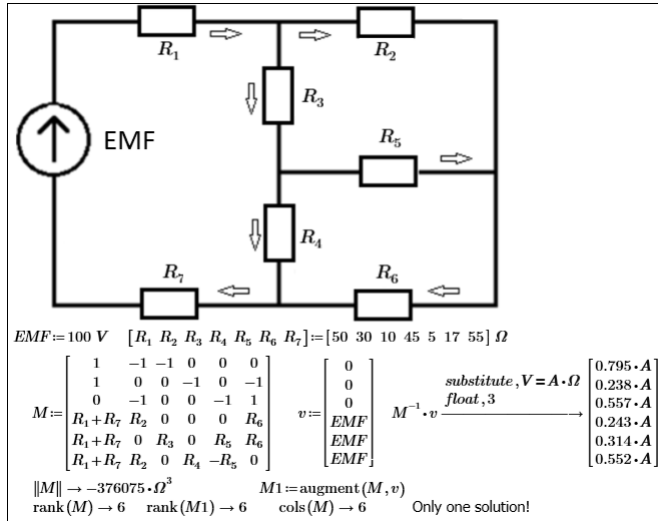 R₁
R₂
R₃
EMF
R₅
R₄
R₇
R₆
EMF:=100 V [R₁ R₂ R₃ R₄ R₅ R₆ R₇]:=[50 30 10 45 5 17 55] Ω
1 −1 −1 0 0 0
1 0 0 −1 0 −1
0 −1 0 0 −1 1
M:=
R₁+R₇ R₂ 0 0 0 R₆
R₁+R₇ 0 R₃ 0 R₅ R₆
R₁+R₇ R₂ 0 R₄ −R₅ 0
v:=
0
0
0
EMF
EMF
EMF
M⁻¹·v
substitute,V=A·Ω
float,3
→
0.795·A
0.238·A
0.557·A
0.243·A
0.314·A
0.552·A
‖M‖→−376075·Ω³ M1:=augment(M,v)
rank(M)→6 rank(M1)→6 cols(M)→6 Only one solution!